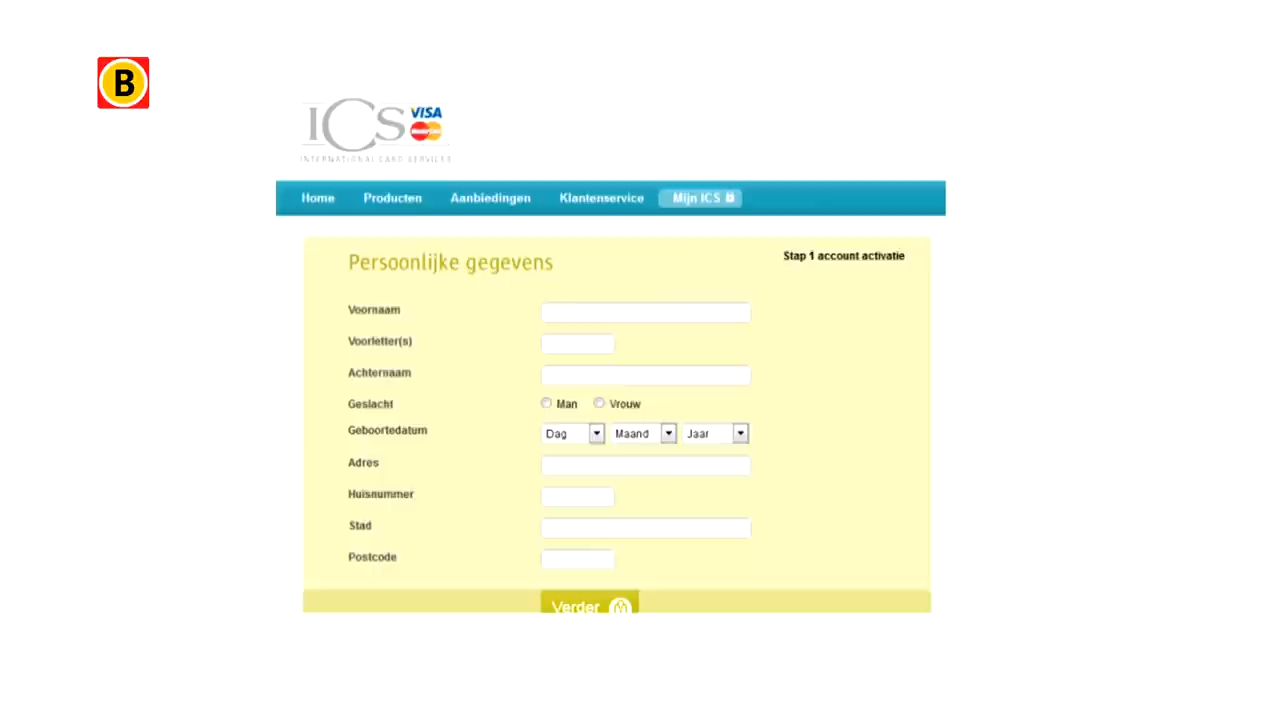 B
ICS VISA
MasterCard
INTERNATIONAL CARD SERVICES
Home Producten Aanbiedingen Klantenservice Mijn ICS
Persoonlijke gegevens
Stap 1 account activatie
Voornaam
Voorletter(s)
Achternaam
Geslacht Man Vrouw
Geboortedatum Dag Maand Jaar
Adres
Huisnummer
Stad
Postcode
Verder